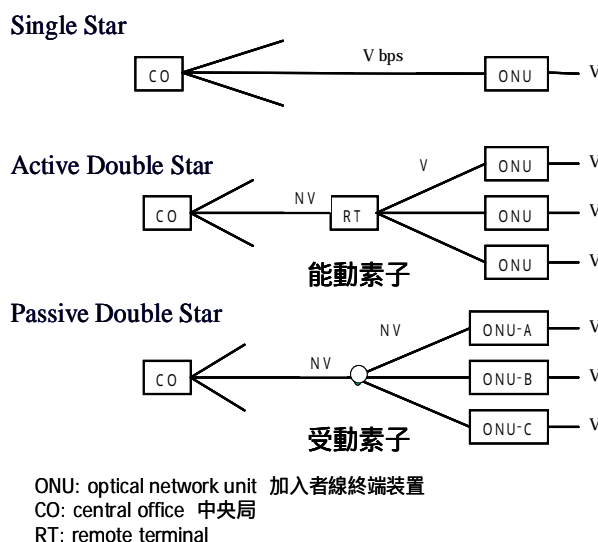 Single Star
V bps
CO
ONU
V
Active Double Star
V
ONU
V
NV
CO
RT
ONU
V
ONU
V
能動素子
Passive Double Star
NV
ONU-A
V
NV
CO
ONU-B
V
ONU-C
V
受動素子
ONU: optical network unit 加入者線終端装置
CO: central office 中央局
RT: remote terminal